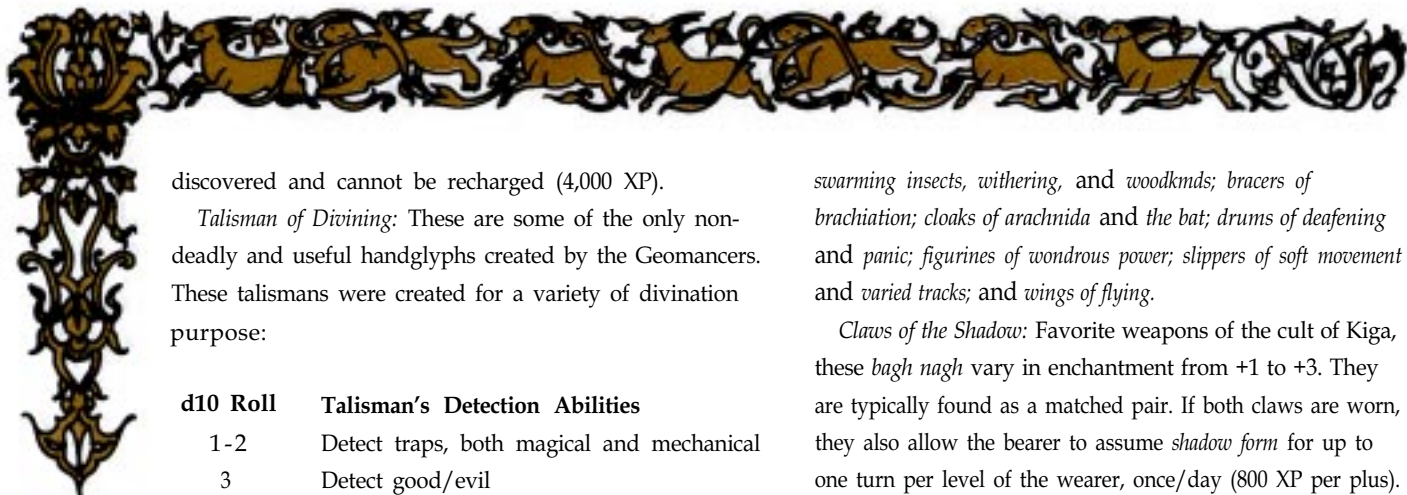 discovered and cannot be recharged (4,000 XP).
Talisman of Divining: These are some of the only non-
deadly and useful handglyphs created by the Geomancers.
These talismans were created for a variety of divination
purpose:
d10 Roll Talisman's Detection Abilities
1-2 Detect traps, both magical and mechanical
3 Detect good/evil
swarming insects, withering, and woodkmds; bracers of
brachiation; cloaks of arachnida and the bat; drums of deafening
and panic; figurines of wondrous power; slippers of soft movement
and varied tracks; and wings of flying.
Claws of the Shadow: Favorite weapons of the cult of Kiga,
these bagh nagh vary in enchantment from +1 to +3. They
are typically found as a matched pair. If both claws are worn,
they also allow the bearer to assume shadow form for up to
one turn per level of the wearer, once/day (800 XP per plus).